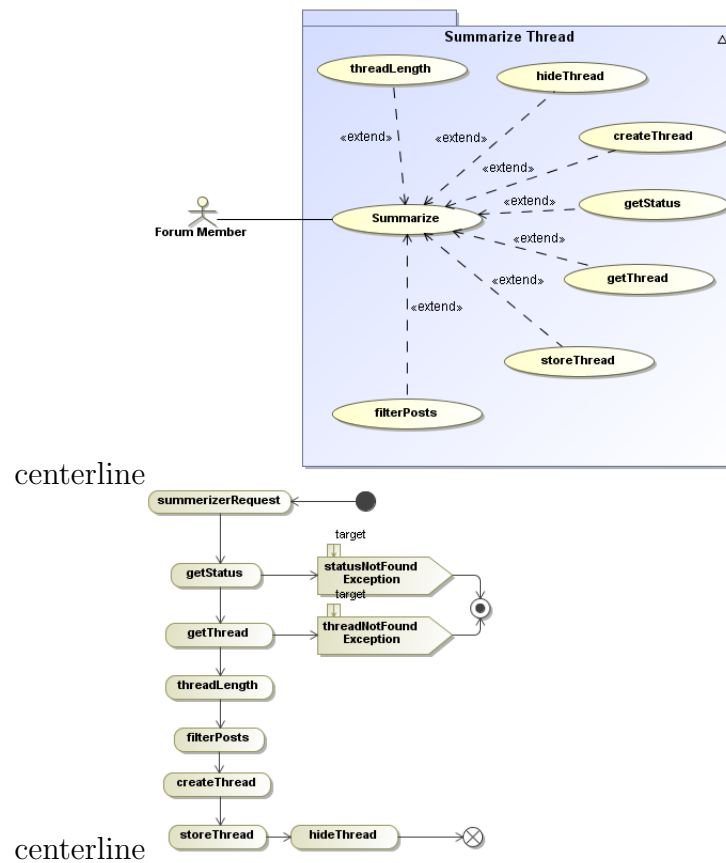 Summarize Thread
threadLength
hideThread
«extend»
«extend»
createThread
«extend»
getStatus
«extend»
Summarize
Forum Member
«extend»
getThread
«extend»
«extend»
storeThread
filterPosts
centerline
summerizerRequest
target
statusNotFound
Exception
getStatus
target
threadNotFound
Exception
getThread
threadLength
filterPosts
createThread
storeThread
hideThread
centerline